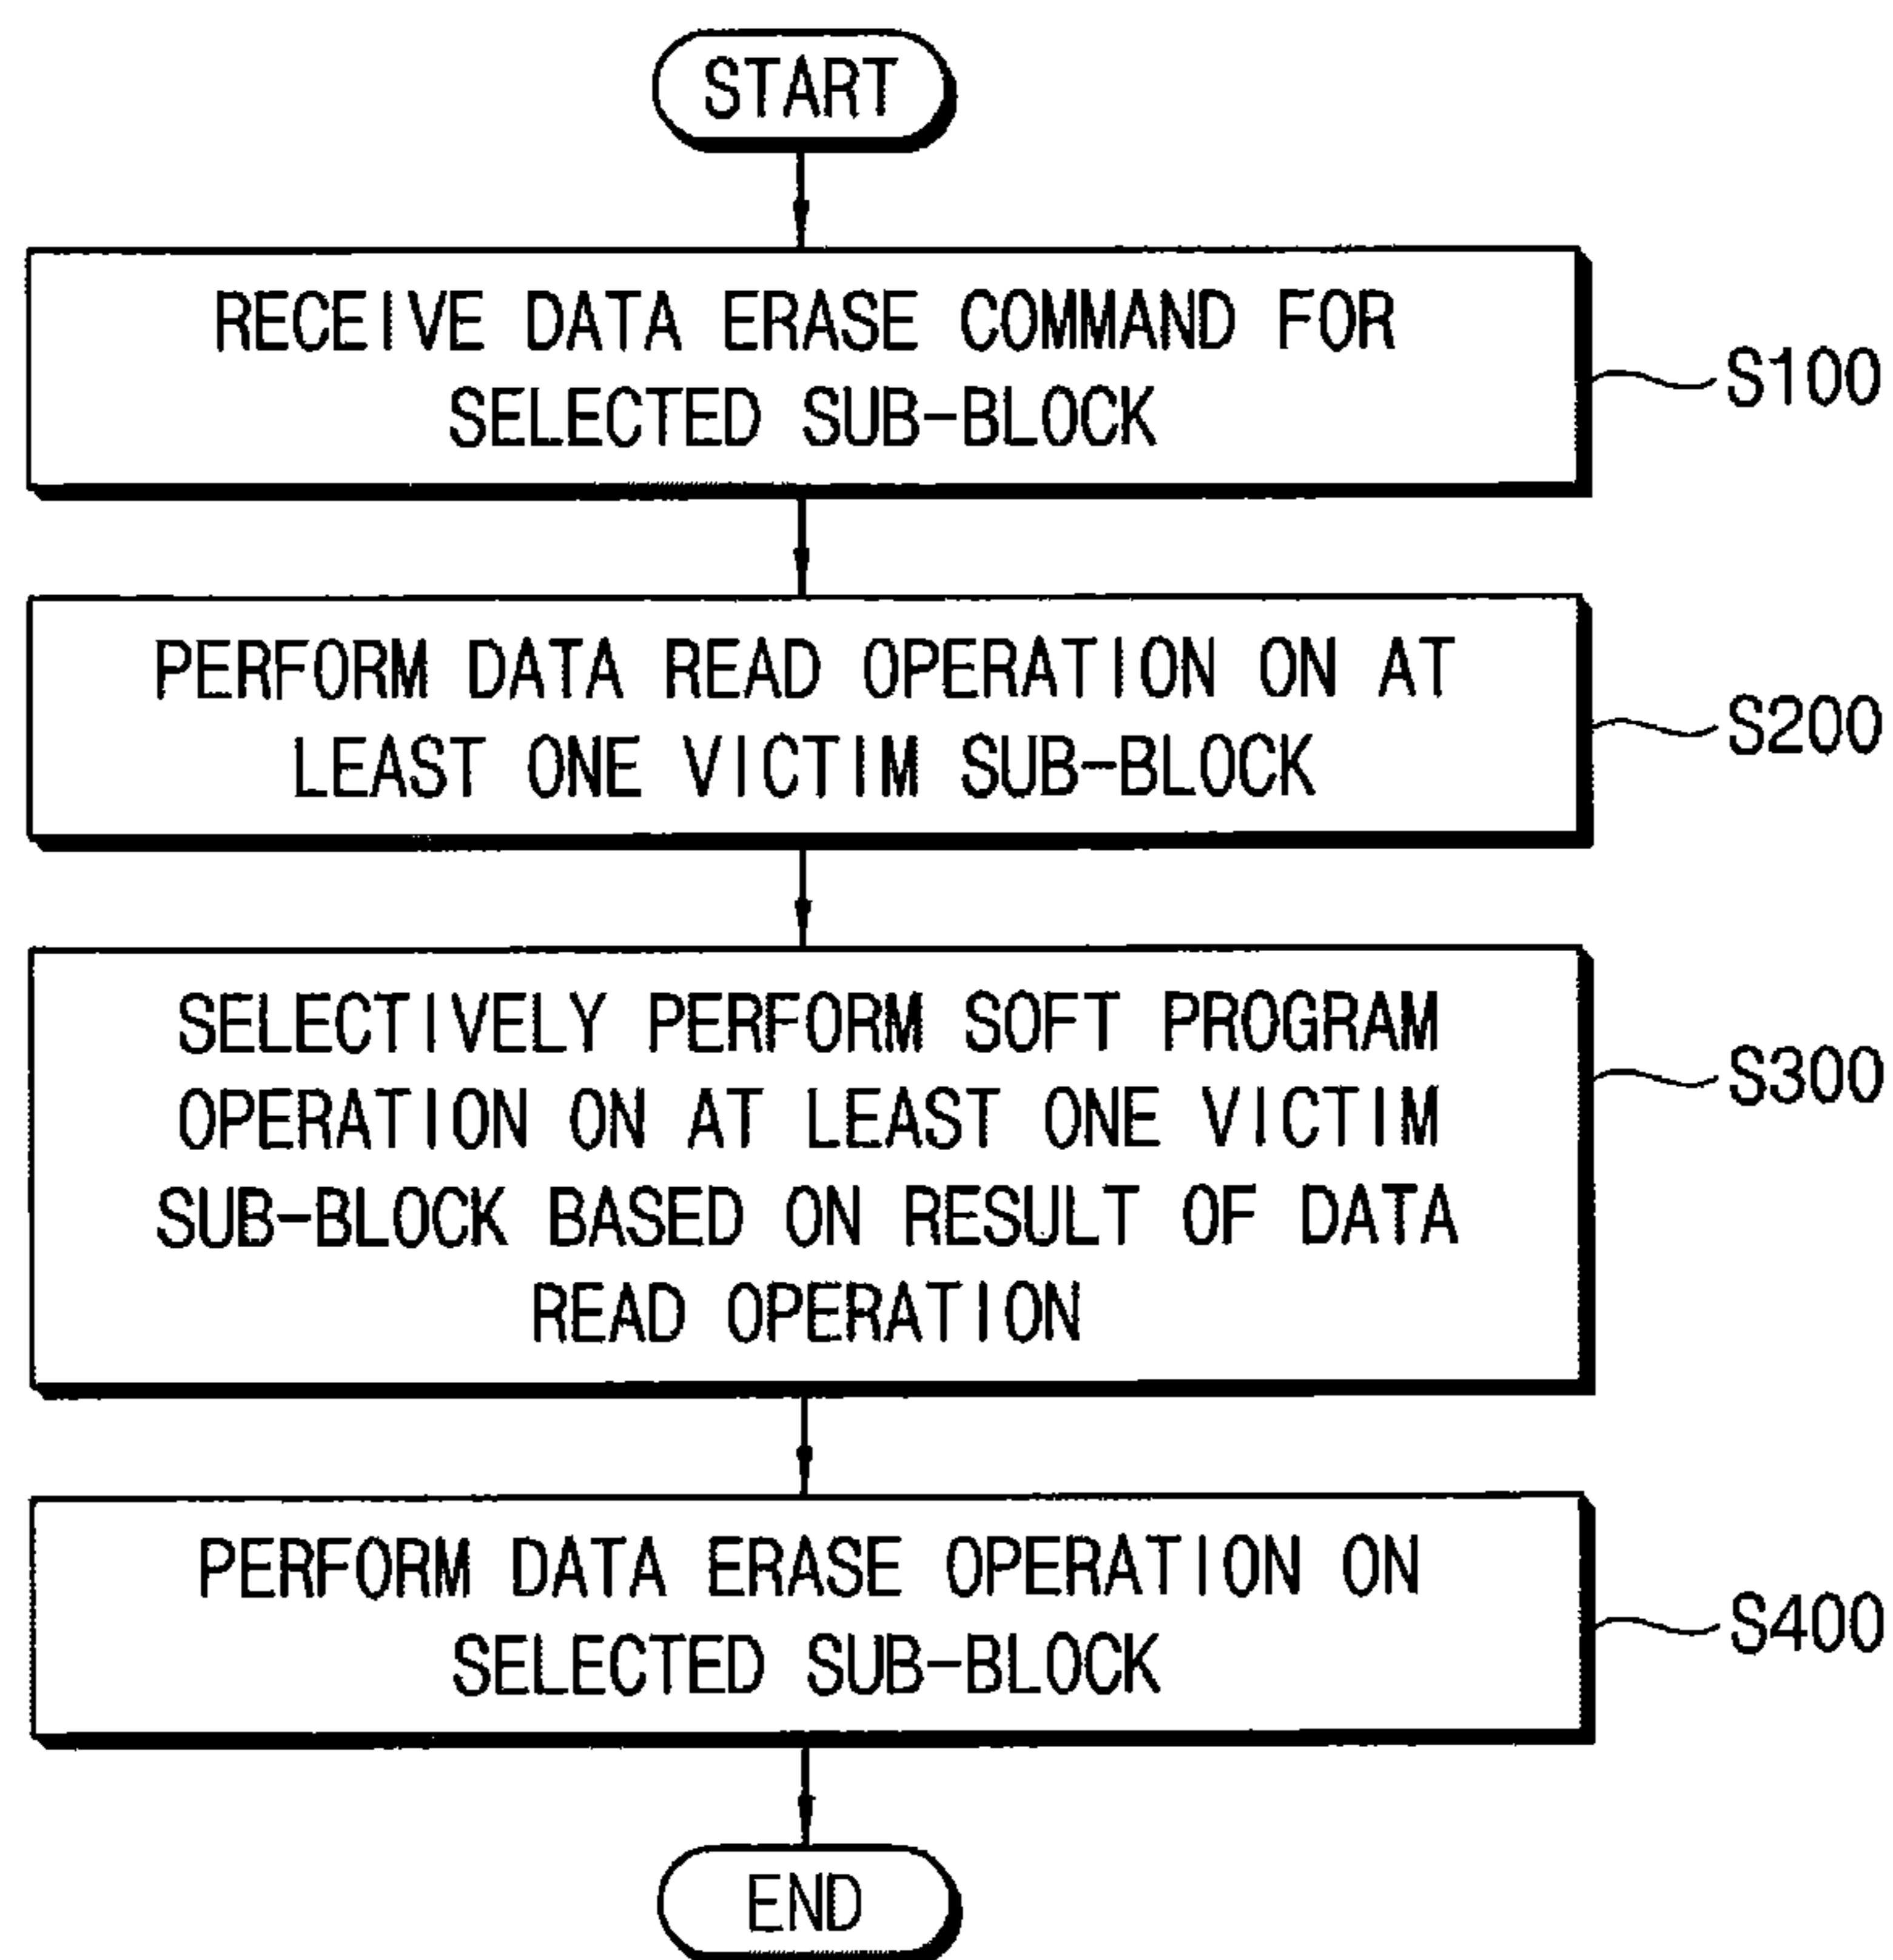 START
RECEIVE DATA ERASE COMMAND FOR
SELECTED SUB-BLOCK
S100
PERFORM DATA READ OPERATION ON AT
LEAST ONE VICTIM SUB-BLOCK
S200
SELECTIVELY PERFORM SOFT PROGRAM
OPERATION ON AT LEAST ONE VICTIM
SUB-BLOCK BASED ON RESULT OF DATA
READ OPERATION
S300
PERFORM DATA ERASE OPERATION ON
SELECTED SUB-BLOCK
S400
END